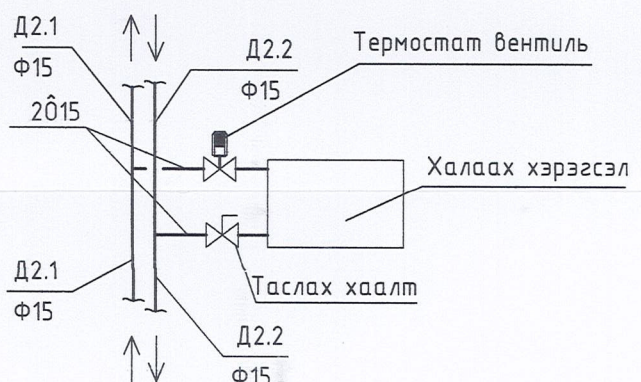 Д2.1
Ф15
Д2.2
Ф15
Термостат вентиль
2Ô15
Халаах хэрэгсэл
Д2.1
Ф15
Таслах хаалт
Д2.2
Ф15